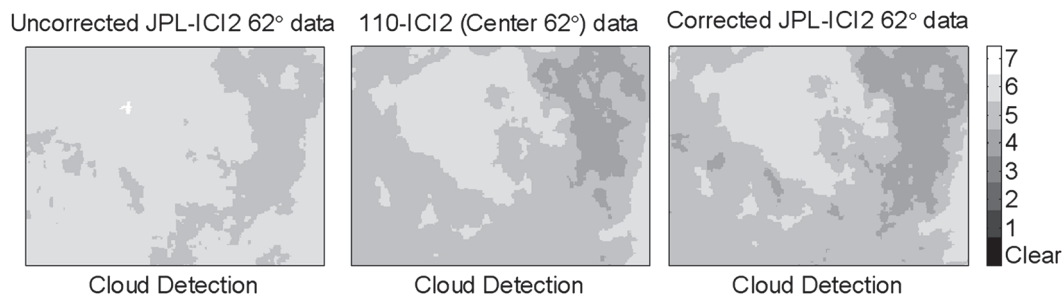 Uncorrected JPL-ICI2 62° data
110-ICI2 (Center 62°) data
Corrected JPL-ICI2 62° data
7
6
5
4
3
2
1
Clear
Cloud Detection
Cloud Detection
Cloud Detection